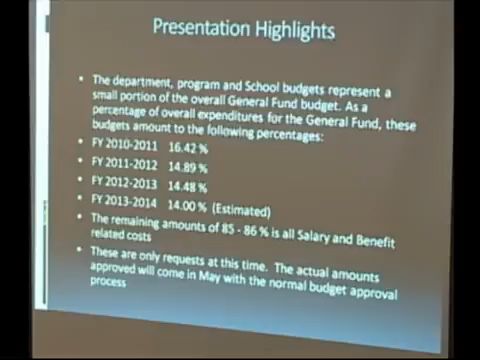 Presentation Highlights
• The department, program and School budgets represent a
small portion of the overall General Fund budget. As a
percentage of overall expenditures for the General Fund, these
budgets amount to the following percentages:
• FY 2010-2011 16.42 %
• FY 2011-2012 14.89 %
• FY 2012-2013 14.48 %
• FY 2013-2014 14.00 % (Estimated)
• The remaining amounts of 85 - 86 % is all Salary and Benefit
related costs
• These are only requests at this time. The actual amounts
approved will come in May with the normal budget approval
process